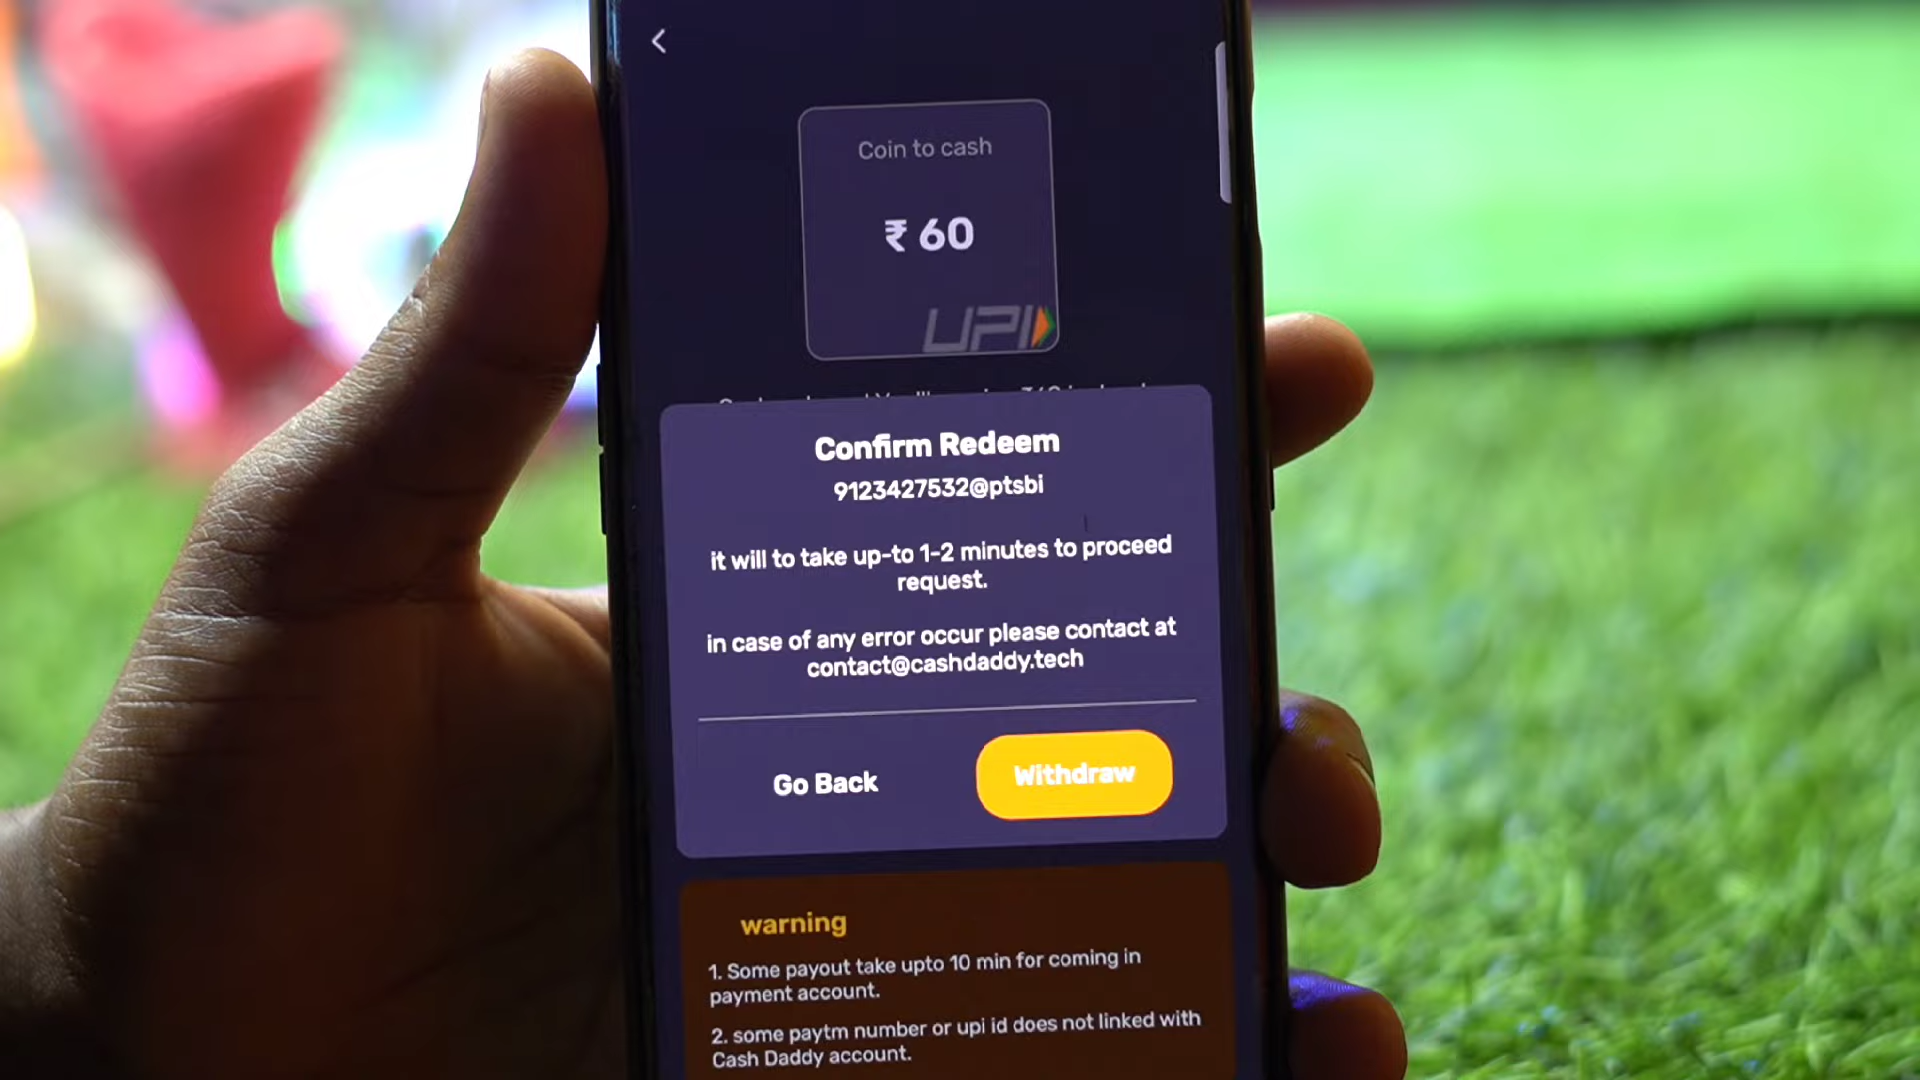 Coin to cash
₹ 60
UPI
Confirm Redeem
9123427532@ptsbi
it will to take up-to 1-2 minutes to proceed
request.
in case of any error occur please contact at
contact@cashdaddy.tech
Go Back
Withdraw
warning
1. Some payout take upto 10 min for coming in
payment account.
2. some paytm number or upi id does not linked with
Cash Daddy account.